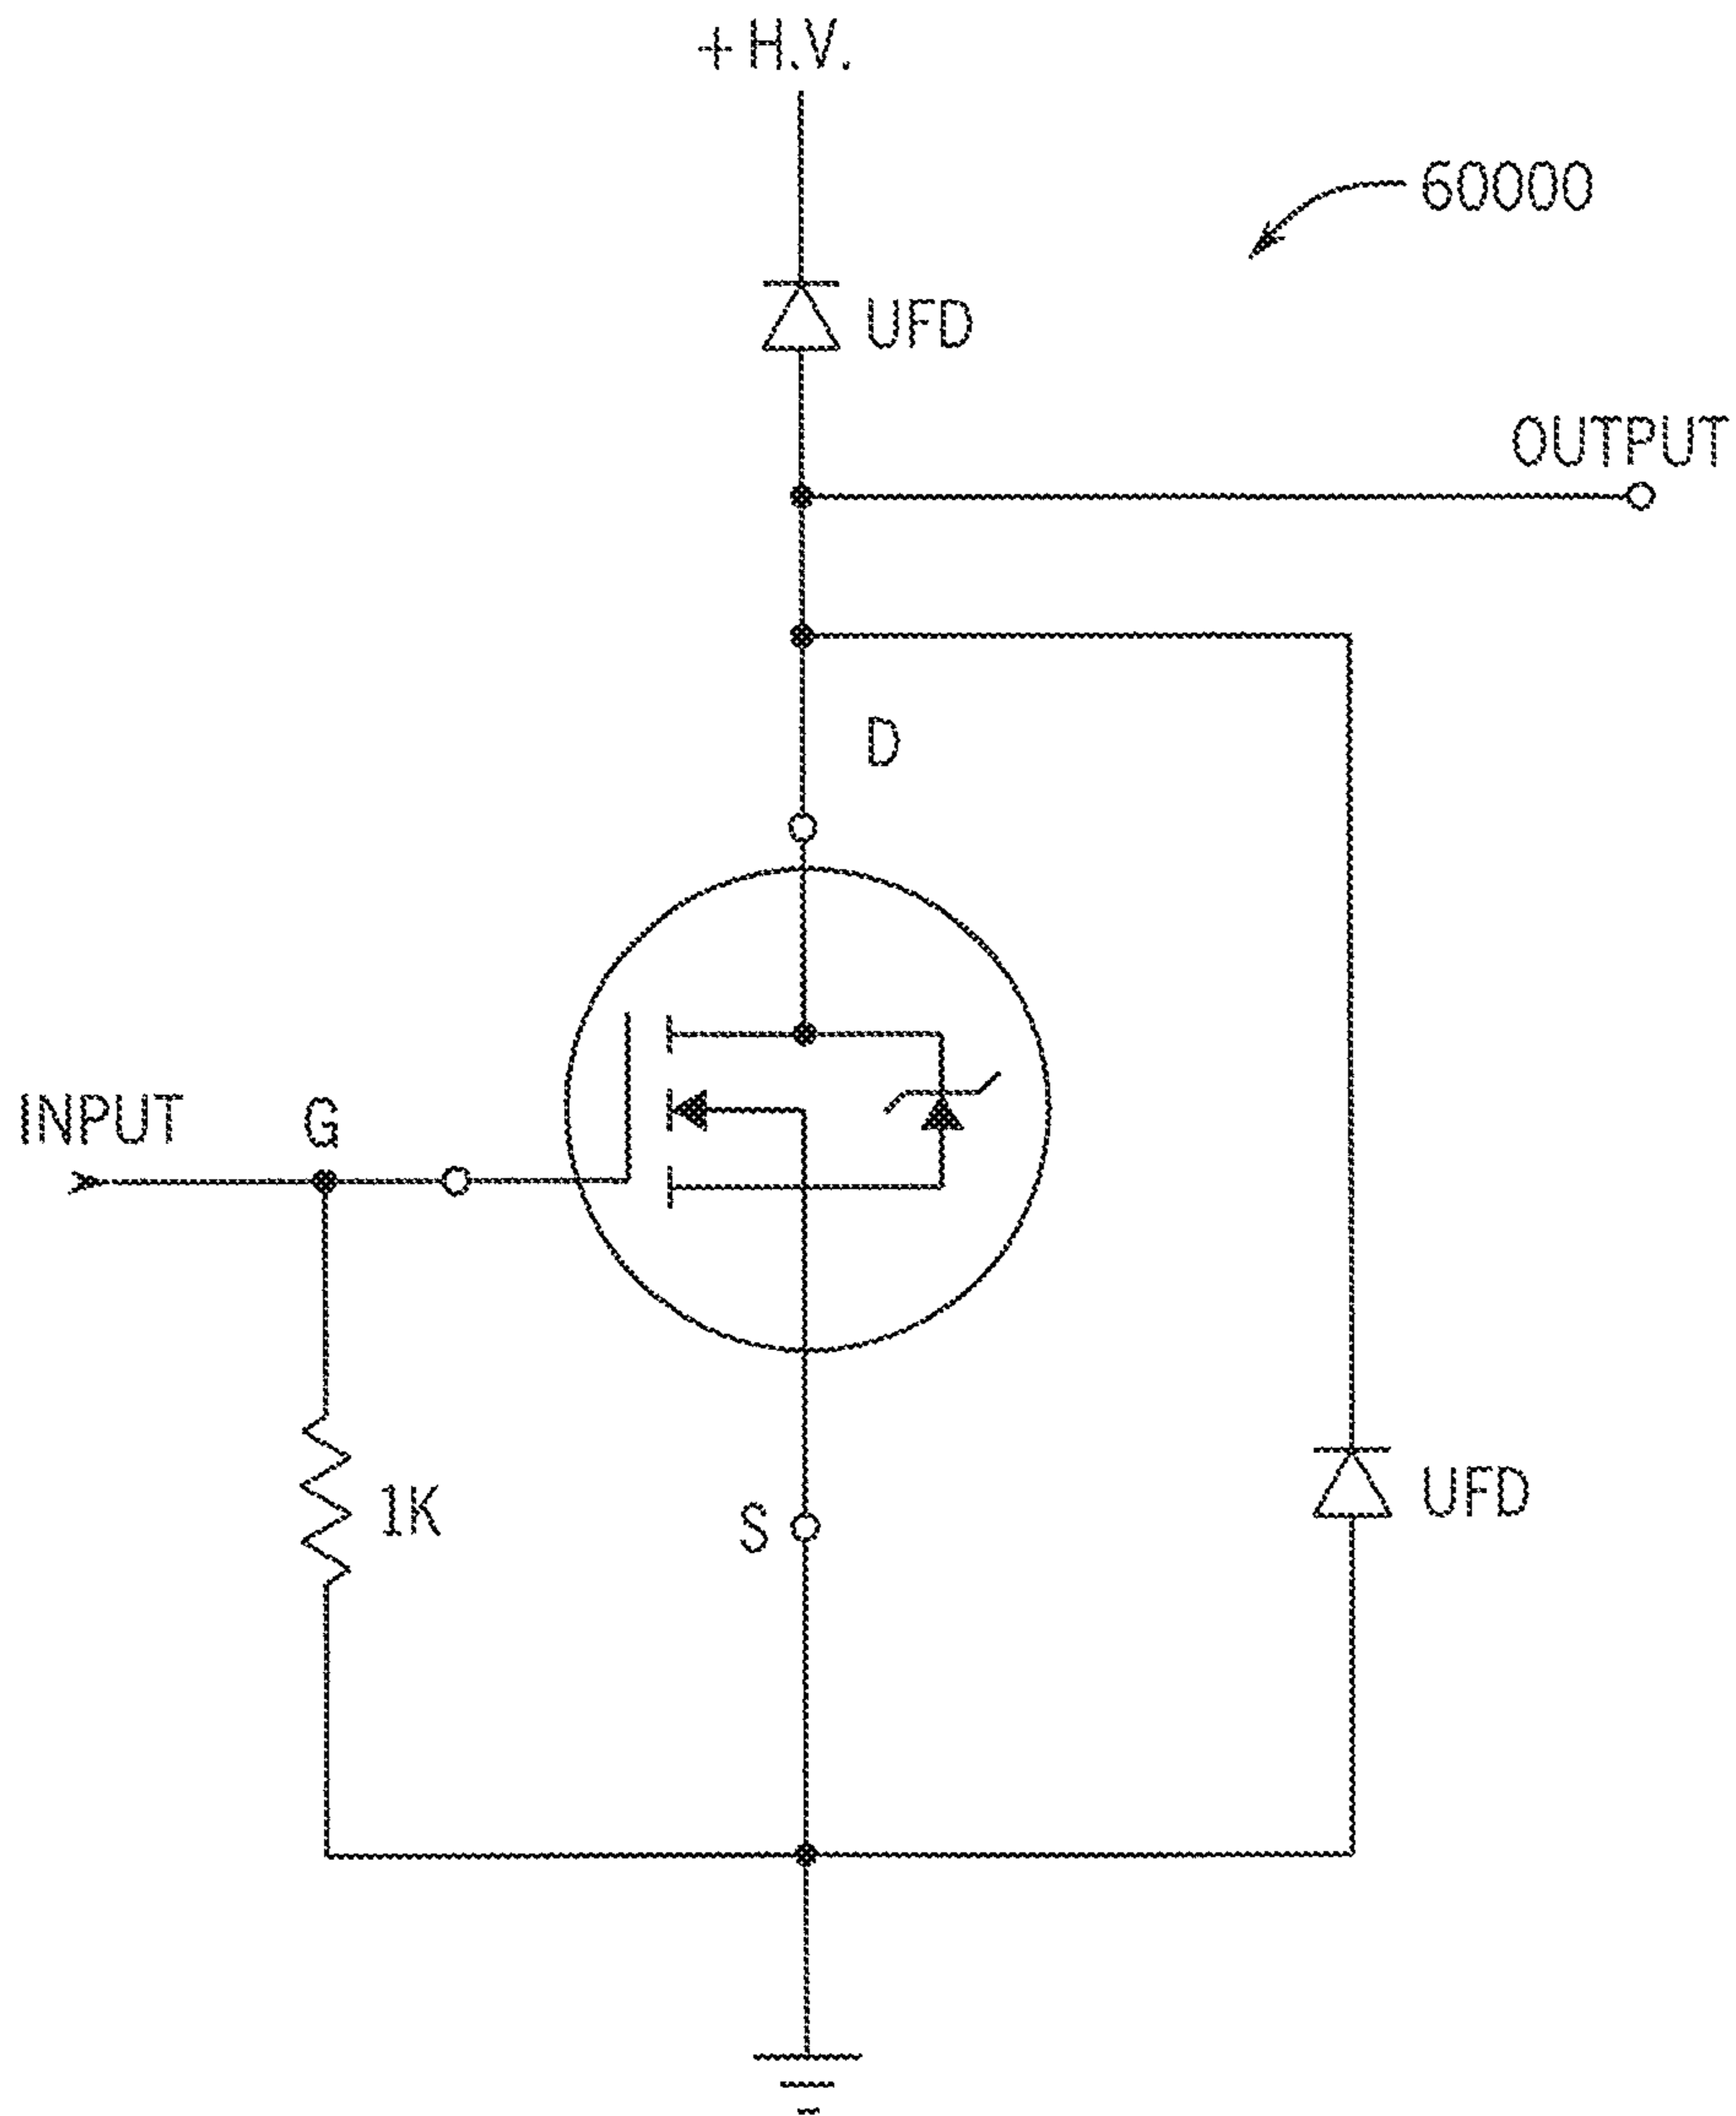 +H.V.
60000
UFD
OUTPUT
D
INPUT
G
1K
S
UFD